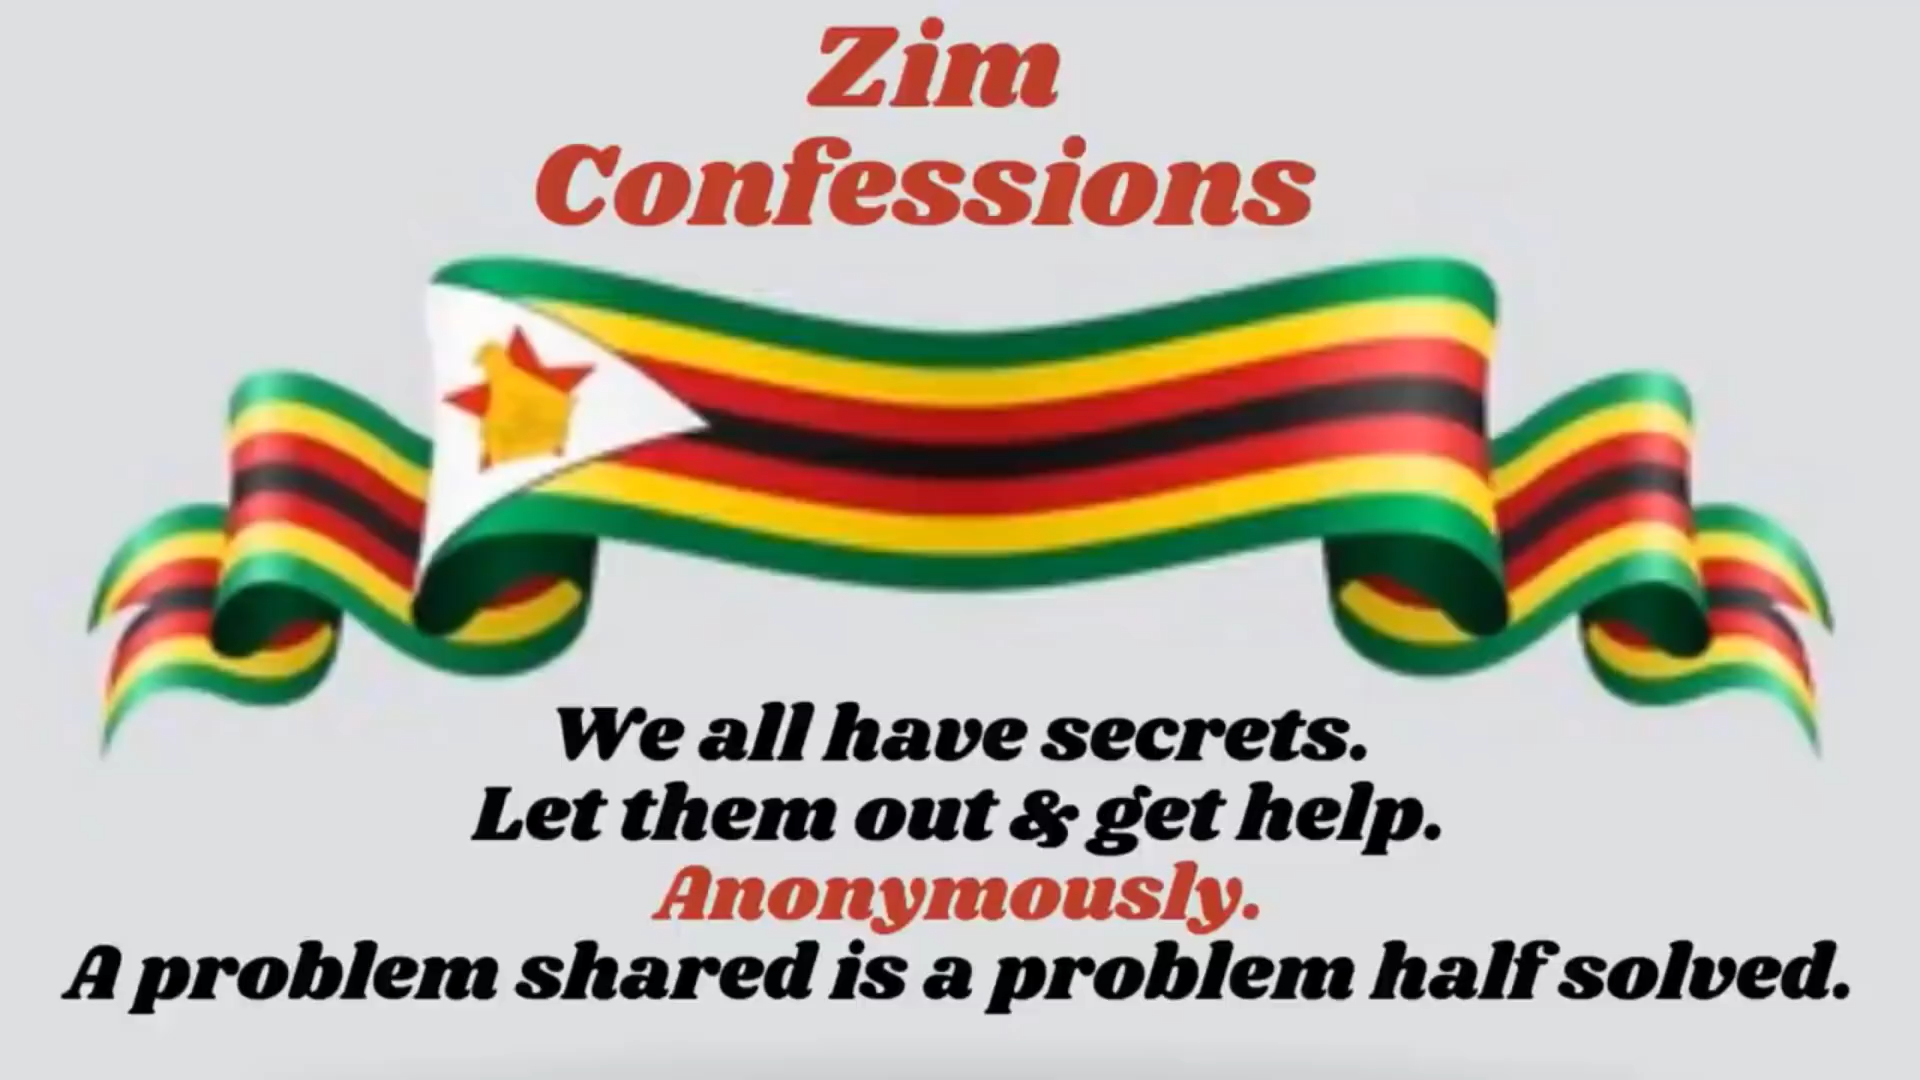 Zim
Confessions
We all have secrets.
Let them out & get help.
Anonymously.
A problem shared is a problem half solved.